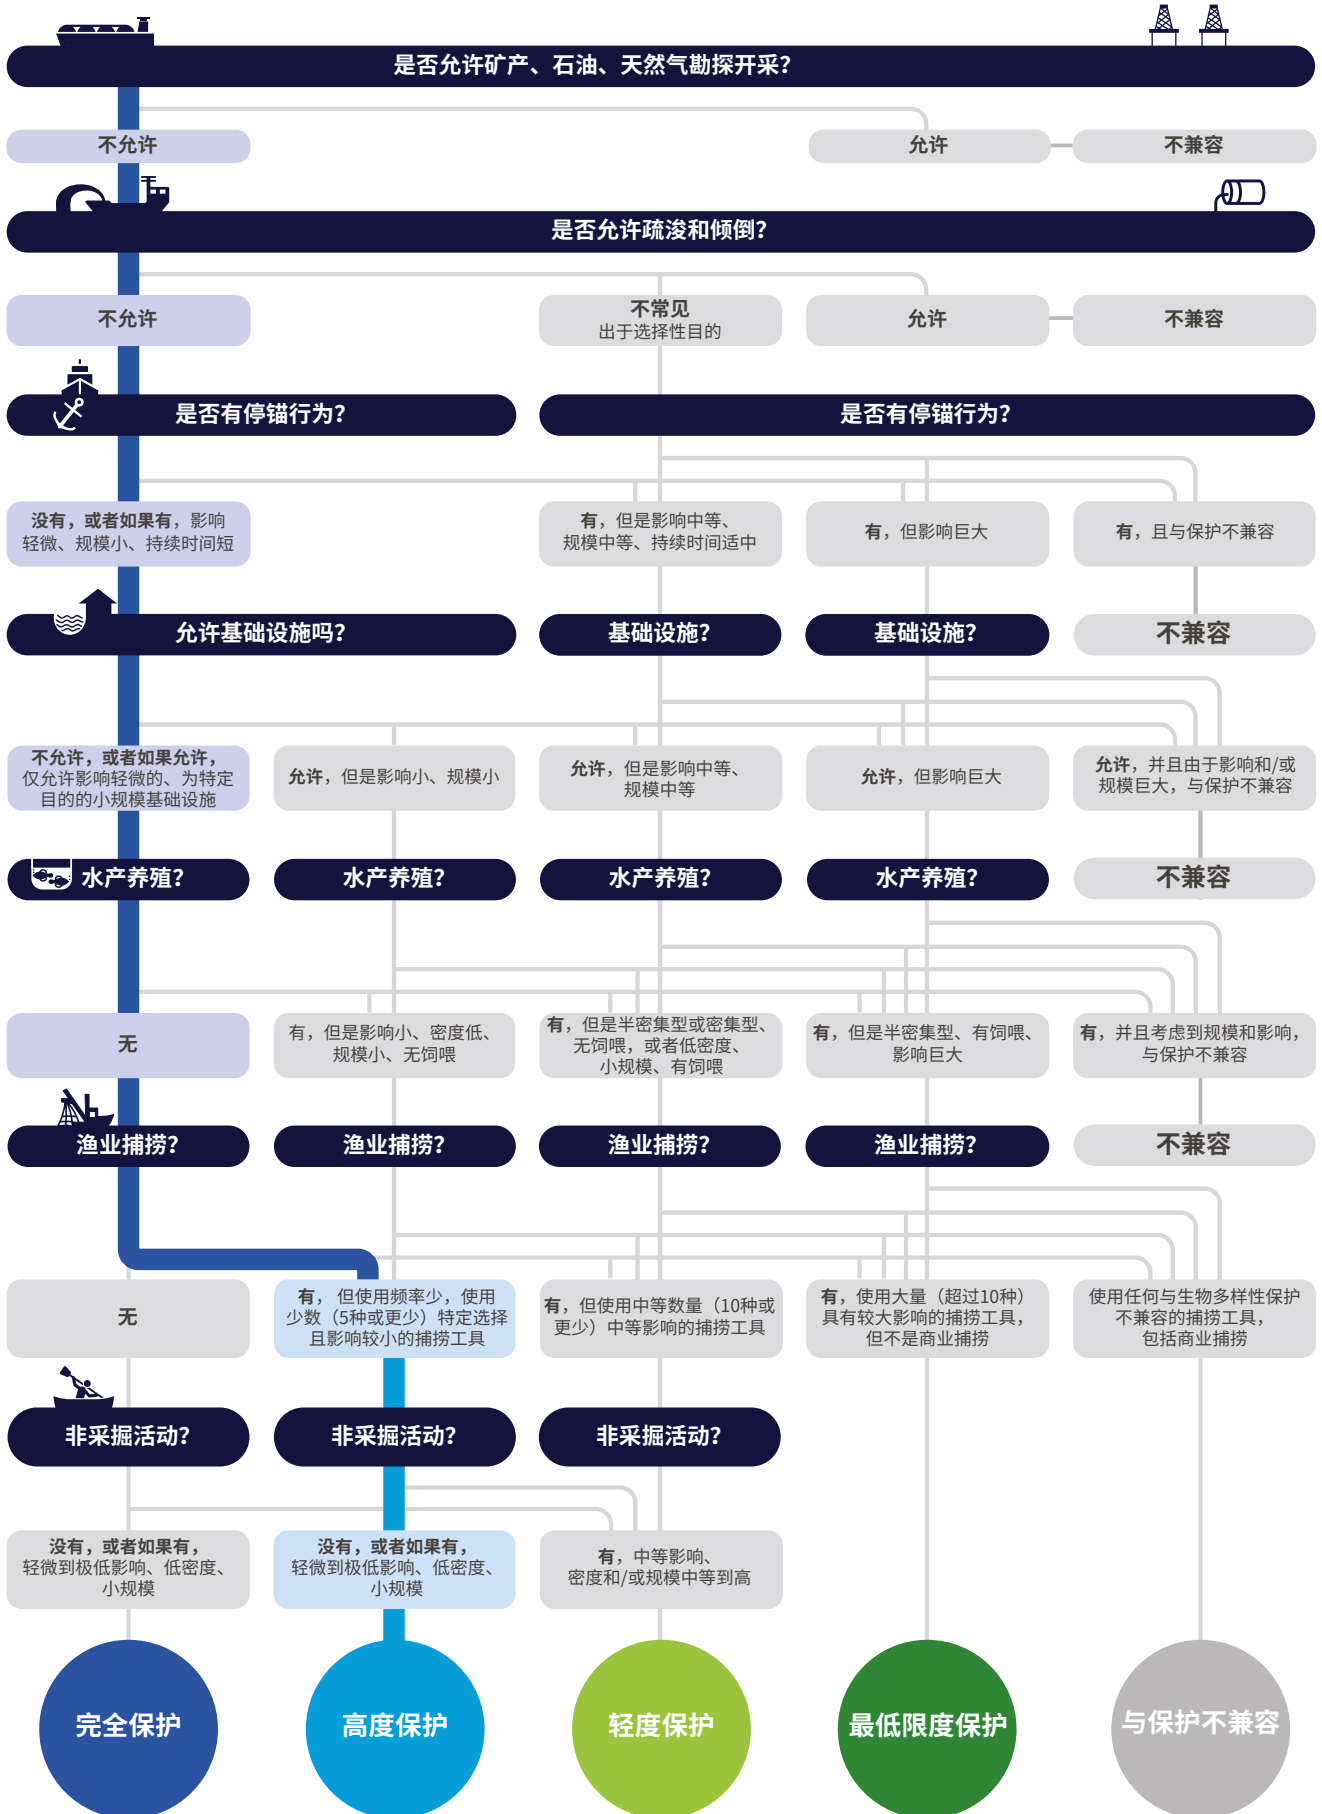 是否允许矿产、石油、天然气勘探开采？
不允许
允许
不兼容
是否允许疏浚和倾倒？
不允许
不常见
出于选择性目的
允许
不兼容
是否有停锚行为？
是否有停锚行为？
没有，或者如果有，影响
轻微、规模小、持续时间短
有，但是影响中等、
规模中等、持续时间适中
有，但影响巨大
有，且与保护不兼容
允许基础设施吗？
基础设施？
基础设施？
不兼容
不允许，或者如果允许，
仅允许影响轻微的、为特定
目的的小规模基础设施
允许，但是影响小、规模小
允许，但是影响中等、
规模中等
允许，但影响巨大
允许，并且由于影响和/或
规模巨大，与保护不兼容
水产养殖？
水产养殖？
水产养殖？
水产养殖？
不兼容
无
有，但是影响小、密度低、
规模小、无饲喂
有，但是半密集型或密集型、
无饲喂，或者低密度、
小规模、有饲喂
有，但是半密集型、有饲喂、
影响巨大
有，并且考虑到规模和影响，
与保护不兼容
渔业捕捞？
渔业捕捞？
渔业捕捞？
渔业捕捞？
不兼容
无
有， 但使用频率少，使用
少数（5种或更少）特定选择
且影响较小的捕捞工具
有，但使用中等数量（10种或
更少）中等影响的捕捞工具
有，使用大量（超过10种）
具有较大影响的捕捞工具，
但不是商业捕捞
使用任何与生物多样性保护
不兼容的捕捞工具，
包括商业捕捞
非采掘活动？
非采掘活动？
非采掘活动？
没有，或者如果有，
轻微到极低影响、低密度、
小规模
没有，或者如果有，
轻微到极低影响、低密度、
小规模
有，中等影响、
密度和/或规模中等到高
完全保护
高度保护
轻度保护
最低限度保护
与保护不兼容